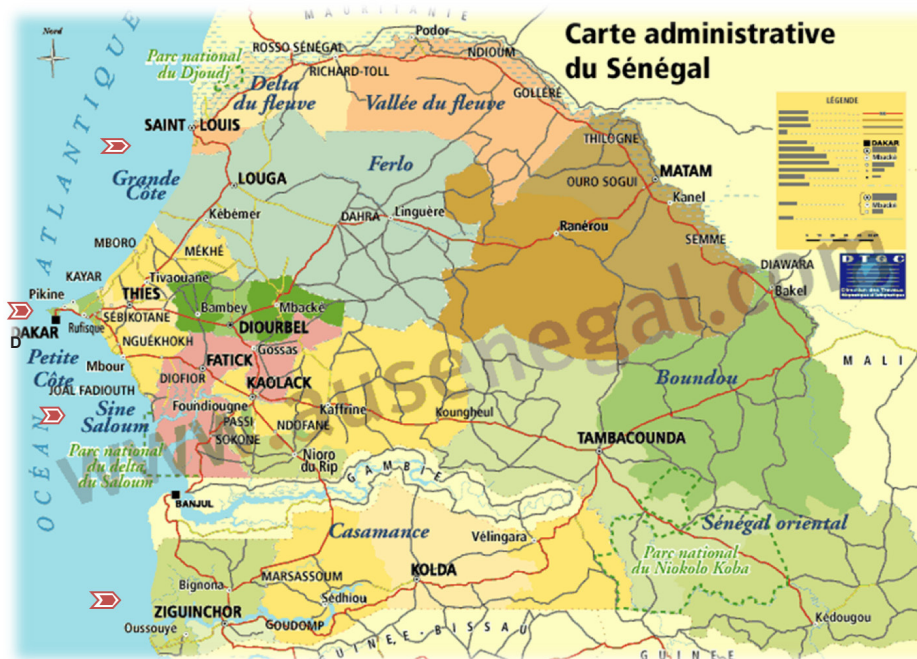 Carte administrative
du Sénégal
Nord
MAURITANIE
OCÉAN ATLANTIQUE
Podor
ROSSO SÉNÉGAL
NDIOUM
Parc national
du Djoudj
RICHARD-TOLL
Delta
du fleuve
Vallée du fleuve
GOLLÉRÉ
SAINT LOUIS
THILOGNE
Ferlo
MATAM
OURO SOGUI
Grande
Côte
LOUGA
Kanel
Kébémer
DAHRA
Linguère
Ranérou
SEMME
MBORO
MÉKHÉ
DIAWARA
KAYAR
Tivaouane
Bakel
Pikine
THIES
Bambey
Mbacké
DAKAR
D
Rufisque
SÉBIKOTANE
DIOURBEL
NGUÉKHOKH
Gossas
Petite
Côte
Mbour
FATICK
MALI
DIOFIOR
KAOLACK
Boundou
JOAL FADIOUTH
Foundiougne
Kaffrine
Koungheul
Sine
Saloum
PASSI
NDOFANE
SOKONE
TAMBACOUNDA
Parc national
du delta
du Saloum
Nioro
du Rip
GAMBIE
BANJUL
Casamance
Vélingara
Sénégal oriental
Parc national
du Niokolo Koba
Bignona
MARSASSOUM
KOLDA
Sédhiou
ZIGUINCHOR
GOUDOMP
Oussouye
Kédougou
GUINÉE-BISSAU
GUINÉE
LÉGENDE
DAKAR
Mbacké
Mbacké
DTGC
www.ausenegal.com